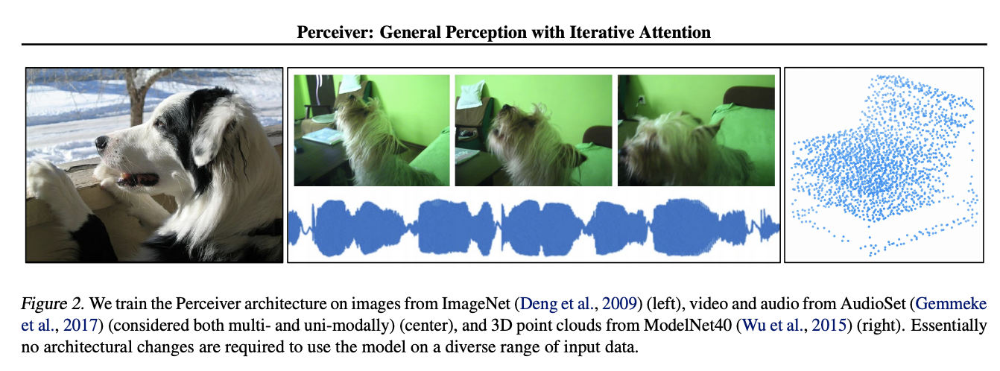 Perceiver: General Perception with Iterative Attention
Figure 2. We train the Perceiver architecture on images from ImageNet (Deng et al., 2009) (left), video and audio from AudioSet (Gemmeke
et al., 2017) (considered both multi- and uni-modally) (center), and 3D point clouds from ModelNet40 (Wu et al., 2015) (right). Essentially
no architectural changes are required to use the model on a diverse range of input data.